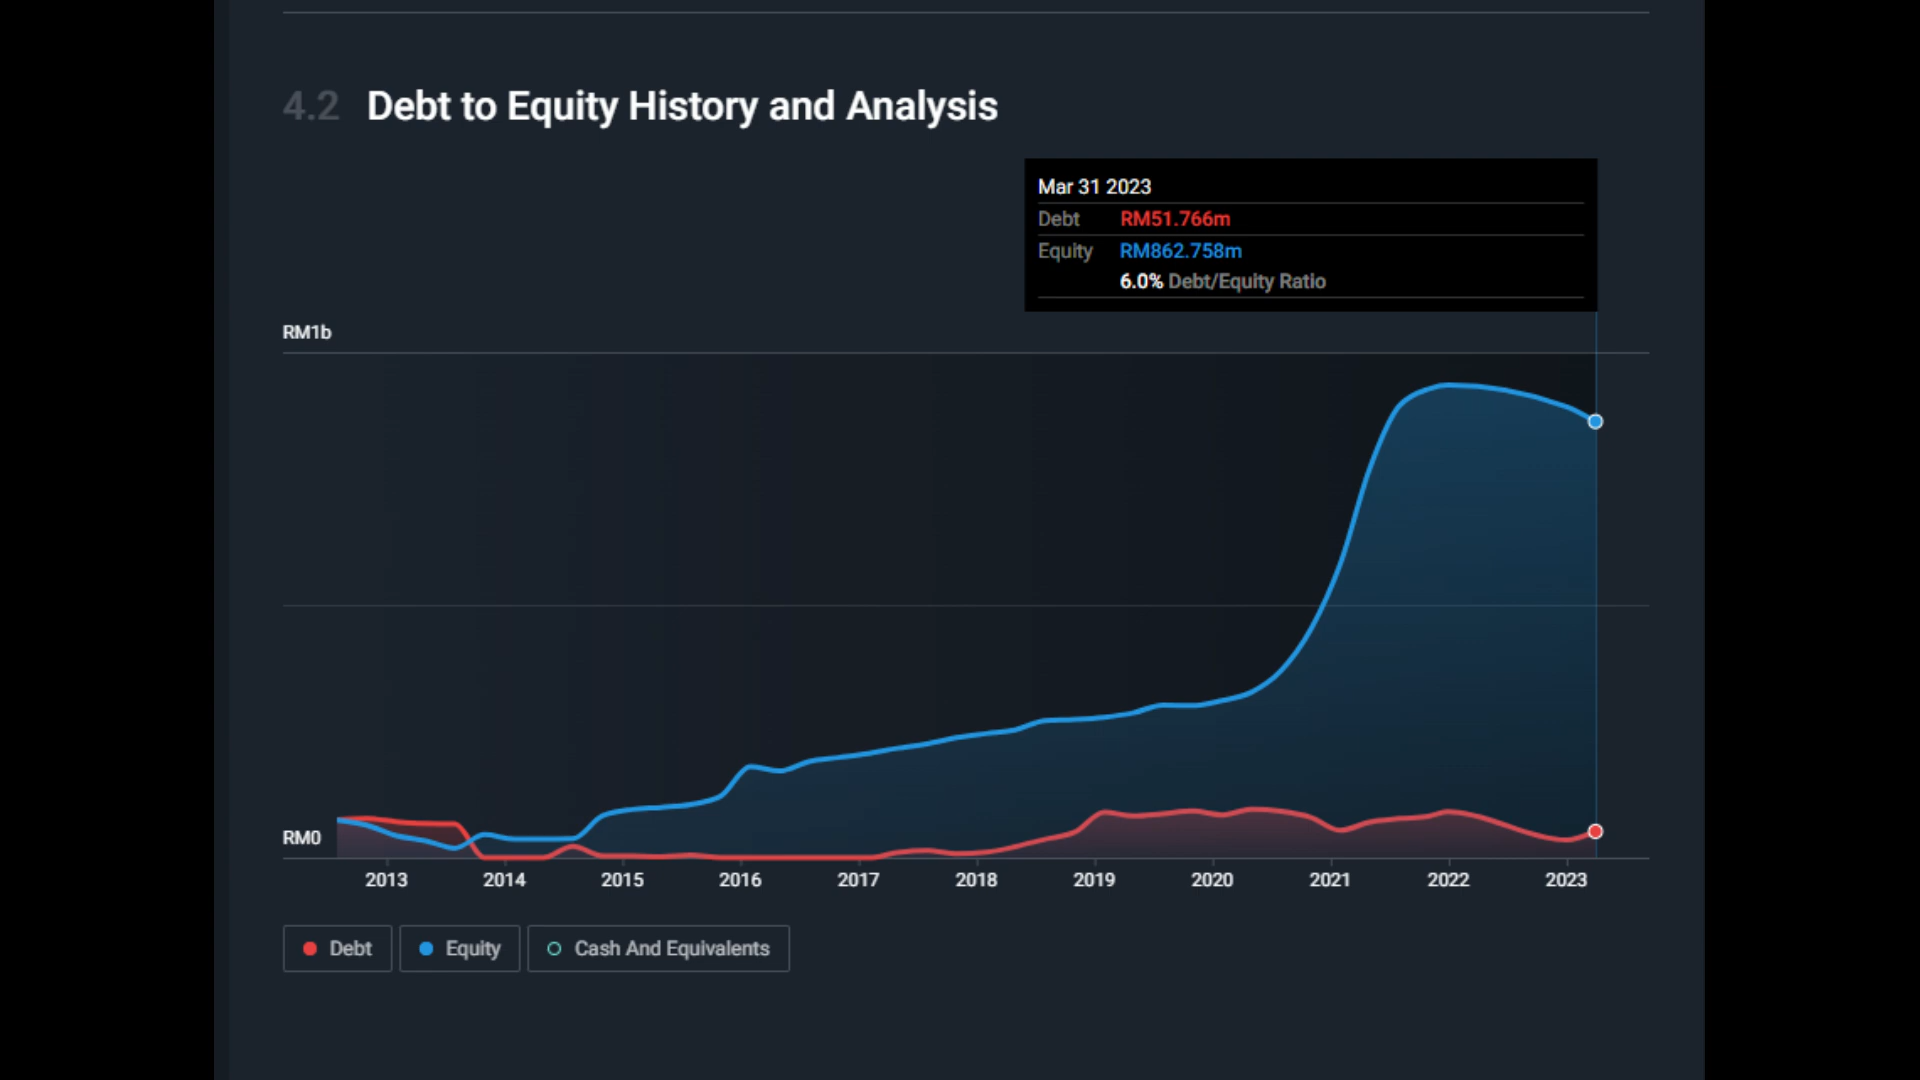 4.2 Debt to Equity History and Analysis
Mar 31 2023
Debt RM51.766m
Equity RM862.758m
6.0% Debt/Equity Ratio
RM1b
RM0
2013 2014 2015 2016 2017 2018 2019 2020 2021 2022 2023
Debt Equity Cash And Equivalents